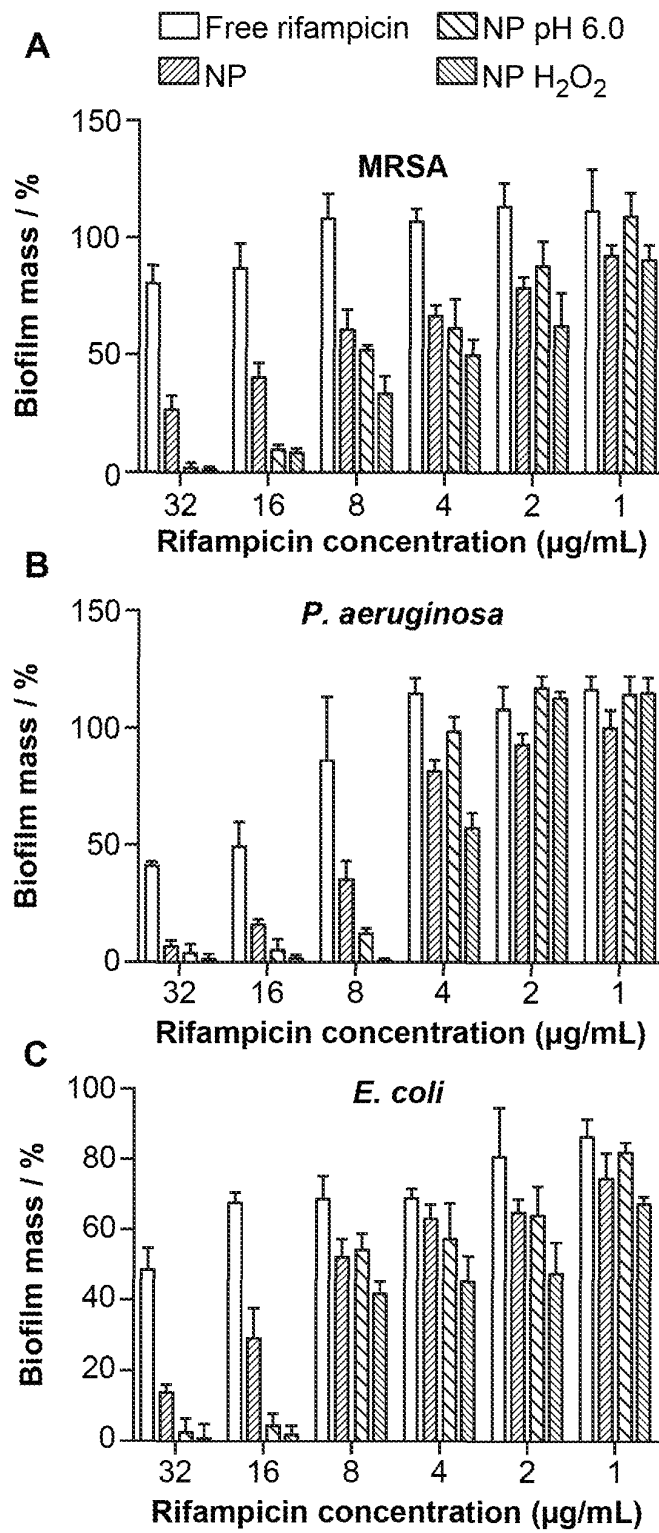 A
Free rifampicin
NP pH 6.0
NP
NP H₂O₂
MRSA
150
100
50
0
Biofilm mass / %
32 16 8 4 2 1
Rifampicin concentration (µg/mL)
B
P. aeruginosa
150
100
50
0
Biofilm mass / %
32 16 8 4 2 1
Rifampicin concentration (µg/mL)
C
E. coli
100
80
60
40
20
0
Biofilm mass / %
32 16 8 4 2 1
Rifampicin concentration (µg/mL)